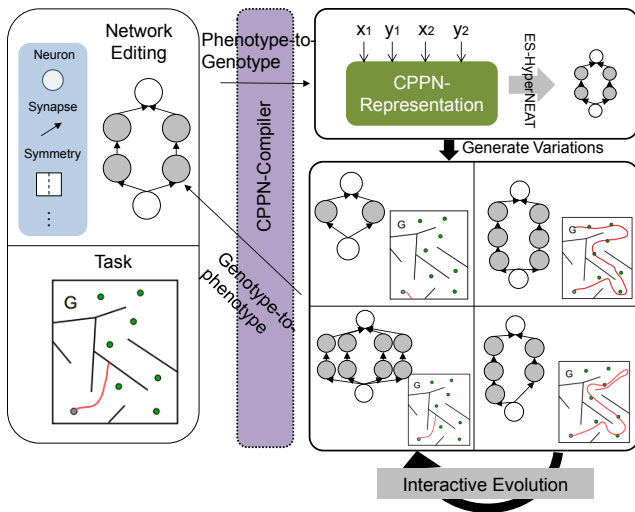 Network
Editing
Neuron
Synapse
Symmetry
⋮
Task
G
Phenotype-to-
Genotype
CPPN-Compiler
Genotype-to-
phenotype
x1 y1 x2 y2
CPPN-
Representation
ES-HyperNEAT
Generate Variations
G
G
G
G
Interactive Evolution